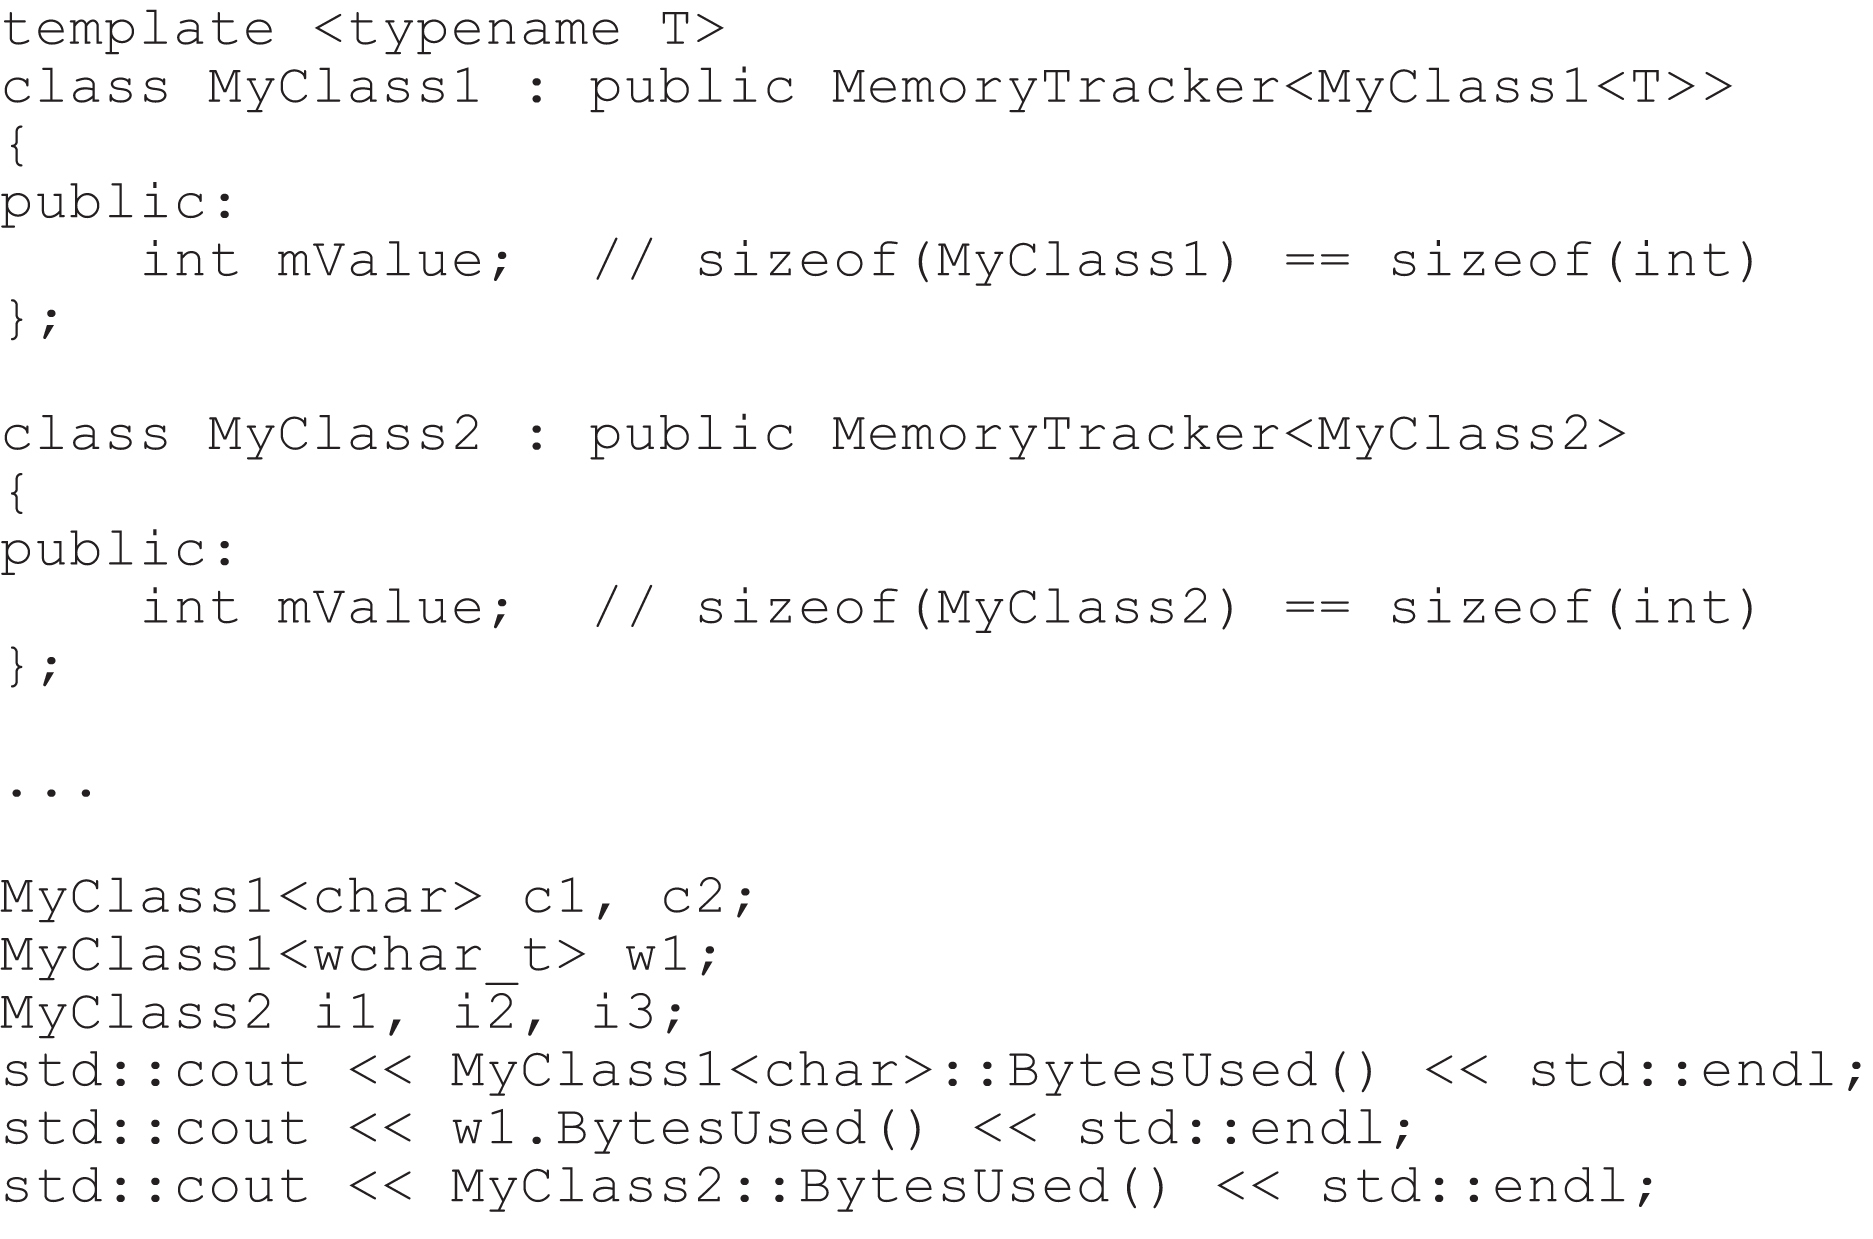 template <typename T>
class MyClass1 : public MemoryTracker<MyClass1<T>>
{
public:
    int mValue;  // sizeof(MyClass1) == sizeof(int)
};

class MyClass2 : public MemoryTracker<MyClass2>
{
public:
    int mValue;  // sizeof(MyClass2) == sizeof(int)
};

...

MyClass1<char> c1, c2;
MyClass1<wchar_t> w1;
MyClass2 i1, i2, i3;
std::cout << MyClass1<char>::BytesUsed() << std::endl;
std::cout << w1.BytesUsed() << std::endl;
std::cout << MyClass2::BytesUsed() << std::endl;